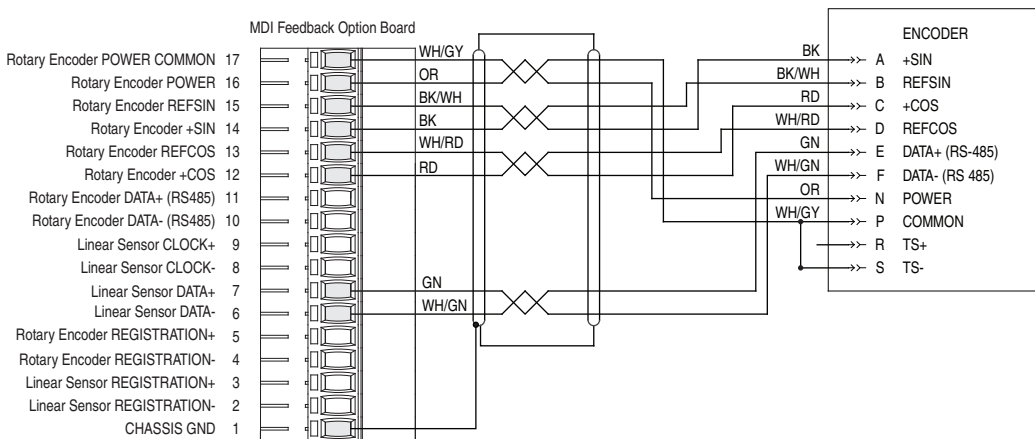 MDI Feedback Option Board
Rotary Encoder POWER COMMON 17
Rotary Encoder POWER 16
Rotary Encoder REFSIN 15
Rotary Encoder +SIN 14
Rotary Encoder REFCOS 13
Rotary Encoder +COS 12
Rotary Encoder DATA+ (RS485) 11
Rotary Encoder DATA- (RS485) 10
Linear Sensor CLOCK+ 9
Linear Sensor CLOCK- 8
Linear Sensor DATA+ 7
Linear Sensor DATA- 6
Rotary Encoder REGISTRATION+ 5
Rotary Encoder REGISTRATION- 4
Linear Sensor REGISTRATION+ 3
Linear Sensor REGISTRATION- 2
CHASSIS GND 1
WH/GY
OR
BK/WH
BK
WH/RD
RD
GN
WH/GN
ENCODER
BK A +SIN
BK/WH B REFSIN
RD C +COS
WH/RD D REFCOS
GN E DATA+ (RS-485)
WH/GN F DATA- (RS 485)
OR N POWER
WH/GY P COMMON
R TS+
S TS-